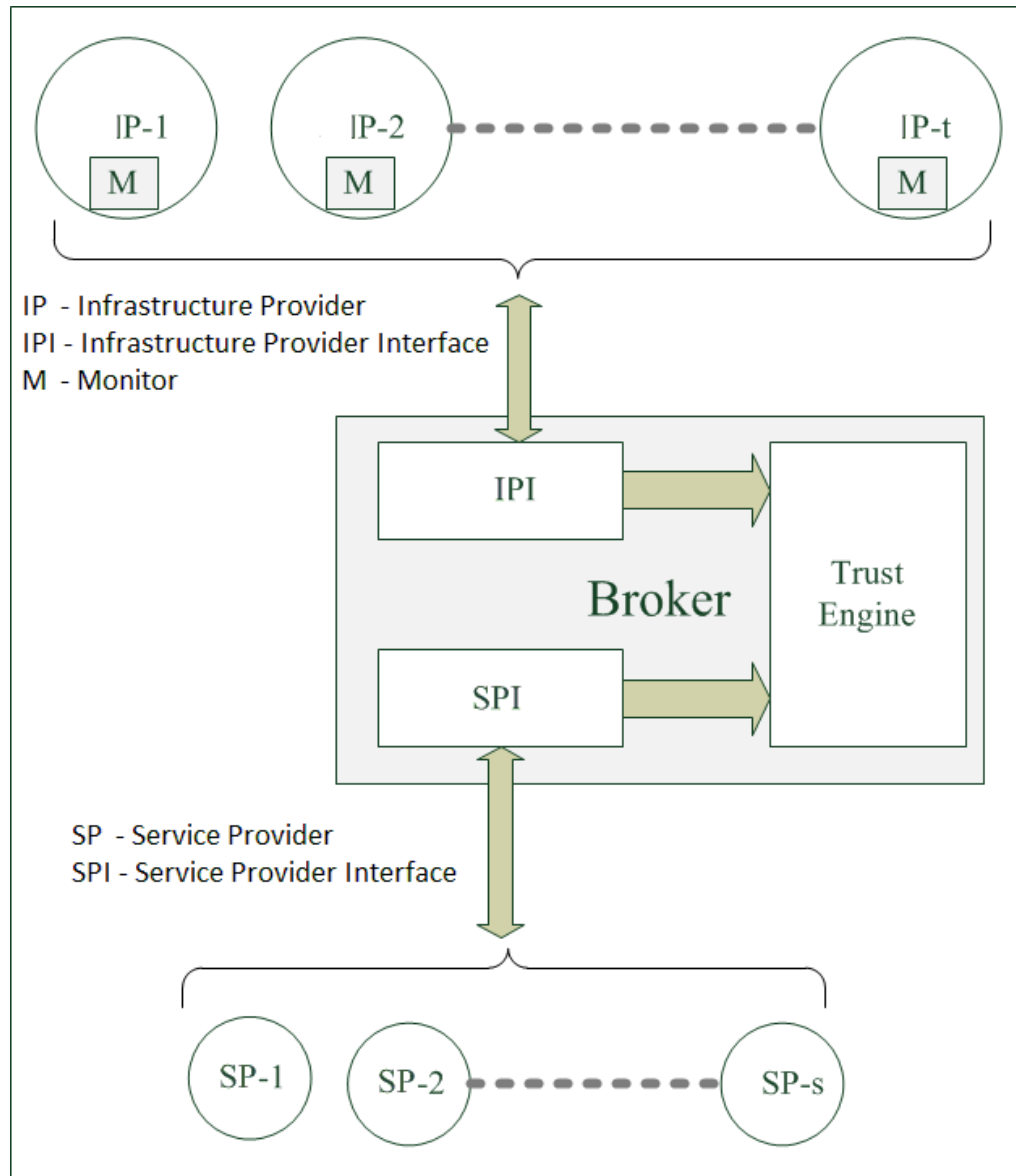 IP-1
IP-2
IP-t
M
M
M
IP - Infrastructure Provider
IPI - Infrastructure Provider Interface
M - Monitor
IPI
Trust
Engine
Broker
SPI
SP - Service Provider
SPI - Service Provider Interface
SP-1
SP-2
SP-s